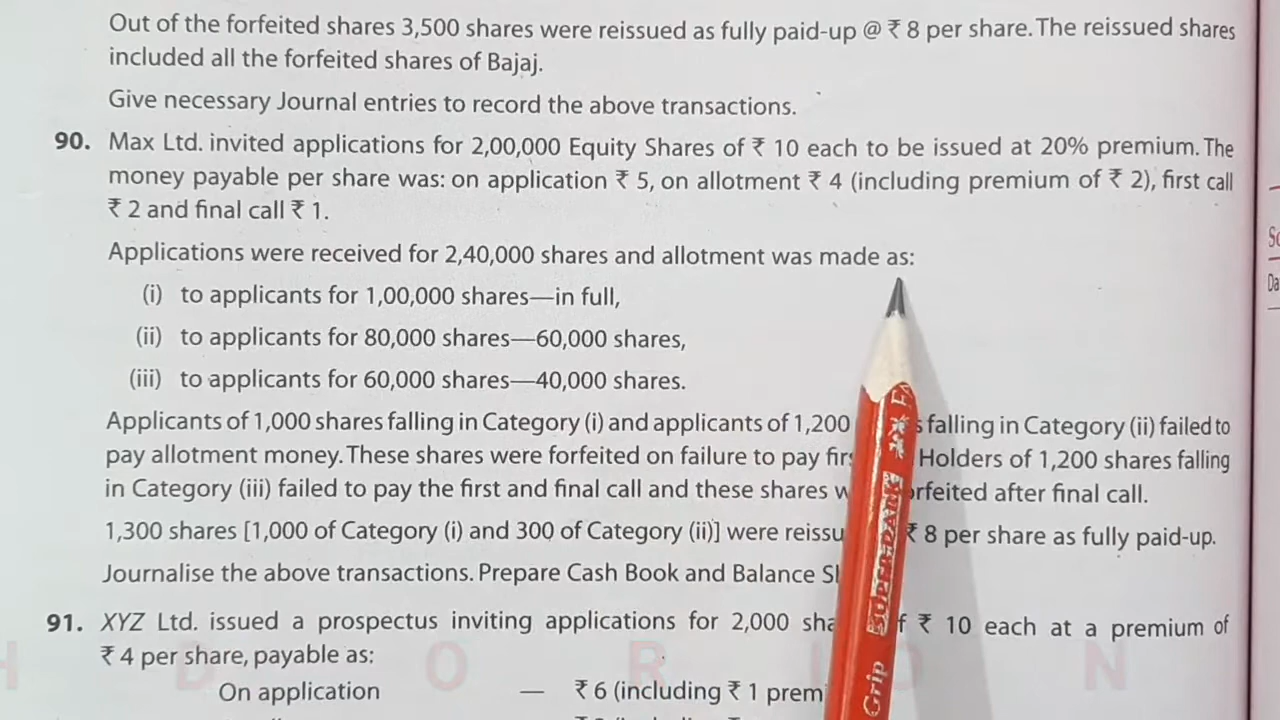 Out of the forfeited shares 3,500 shares were reissued as fully paid-up @ ₹ 8 per share. The reissued shares
included all the forfeited shares of Bajaj.
Give necessary Journal entries to record the above transactions.
90. Max Ltd. invited applications for 2,00,000 Equity Shares of ₹ 10 each to be issued at 20% premium. The
money payable per share was: on application ₹ 5, on allotment ₹ 4 (including premium of ₹ 2), first call
₹ 2 and final call ₹ 1.
Applications were received for 2,40,000 shares and allotment was made as:
(i) to applicants for 1,00,000 shares—in full,
(ii) to applicants for 80,000 shares—60,000 shares,
(iii) to applicants for 60,000 shares—40,000 shares.
Applicants of 1,000 shares falling in Category (i) and applicants of 1,200 falling in Category (ii) failed to
pay allotment money. These shares were forfeited on failure to pay Holders of 1,200 shares falling
in Category (iii) failed to pay the first and final call and these shares after final call.
1,300 shares [1,000 of Category (i) and 300 of Category (ii)] were ₹ 8 per share as fully paid-up.
Journalise the above transactions. Prepare Cash Book and Balance
91. XYZ Ltd. issued a prospectus inviting applications for 2,000 ₹ 10 each at a premium of
₹ 4 per share, payable as:
On application — ₹ 6 (including ₹ 1
H D O R I O N
Grip SUPER DARK